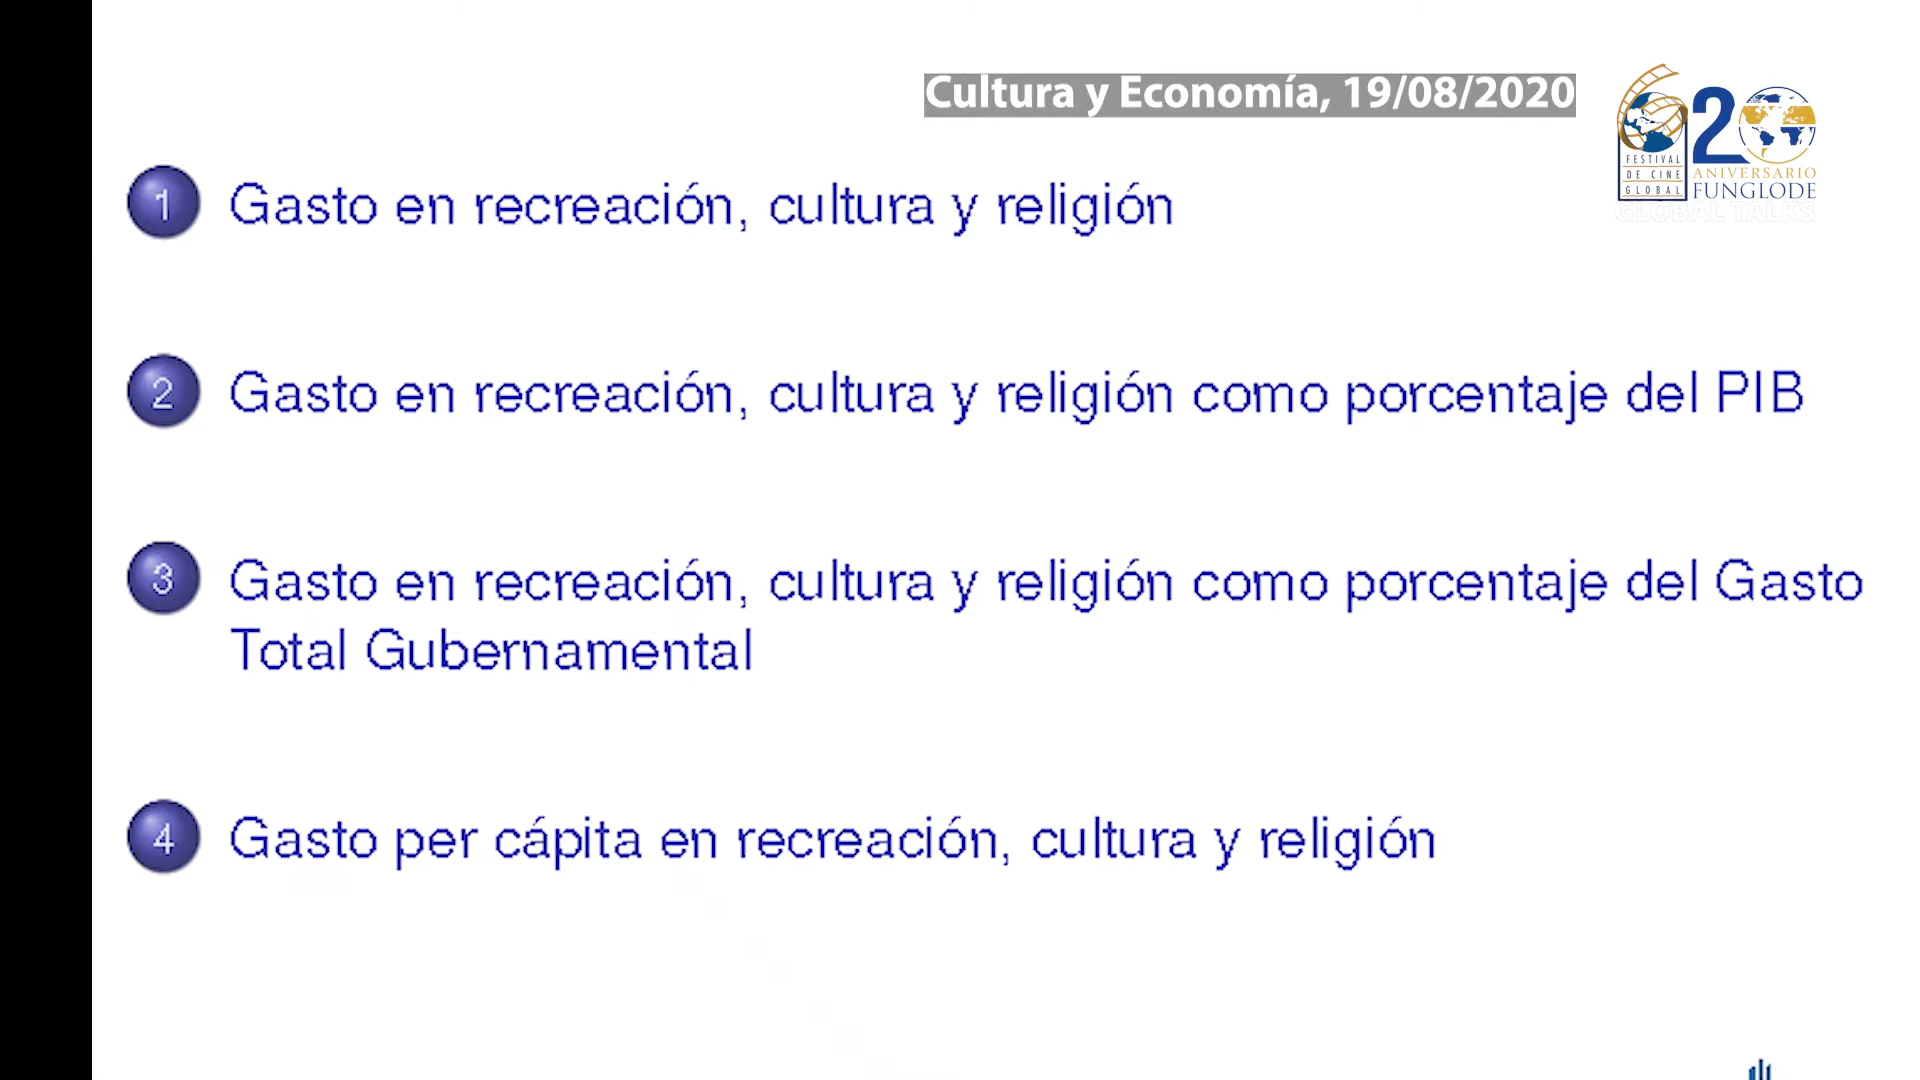 Cultura y Economía, 19/08/2020
FESTIVAL
DE CINE
GLOBAL
20
ANIVERSARIO
FUNGLODE
GLOBAL TALKS
1 Gasto en recreación, cultura y religión
2 Gasto en recreación, cultura y religión como porcentaje del PIB
3 Gasto en recreación, cultura y religión como porcentaje del Gasto
Total Gubernamental
4 Gasto per cápita en recreación, cultura y religión